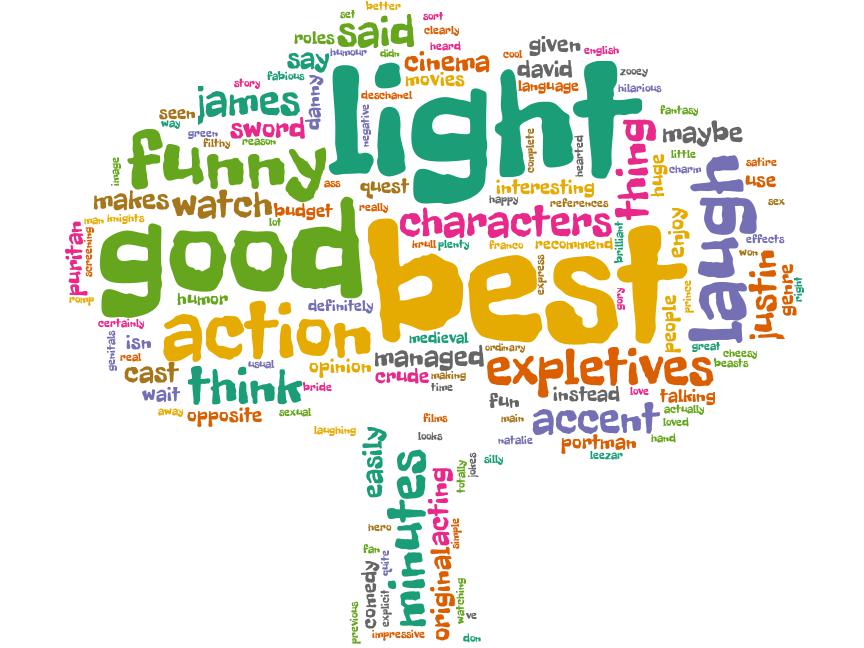 better
set
sort
said
clearly
roles
heard
given
english
say
humour
didn
cinema
cool
david
zooey
fabious
movies
language
hilarious
story
deschanel
light
james
danny
negative
fantasy
seen
way
sword
green
filthy
reason
complete
hearted
thing
maybe
funny
image
little
huge
charm
satire
ass
quest
interesting
laugh
use
happy
references
sex
makes
watch
budget
really
man
knights
lot
characters
brilliant
enjoy
puritan
screening
good
krull
plenty
franco
recommend
effects
best
express
won
justin
genre
right
romp
humor
definitely
gory
people
prince
certainly
action
genitals
isn
real
medieval
ordinary
great
cheesy
beasts
managed
cast
usual
opinion
expletives
think
bride
crude
making
time
wait
fun
instead
love
talking
away
opposite
sexual
films
main
accent
actually
loved
laughing
looks
natalie
portman
hand
leezar
easily
silly
jokes
totally
minutes
acting
original
simple
hero
fan
quite
comedy
explicit
watching
previous
impressive
ve
don